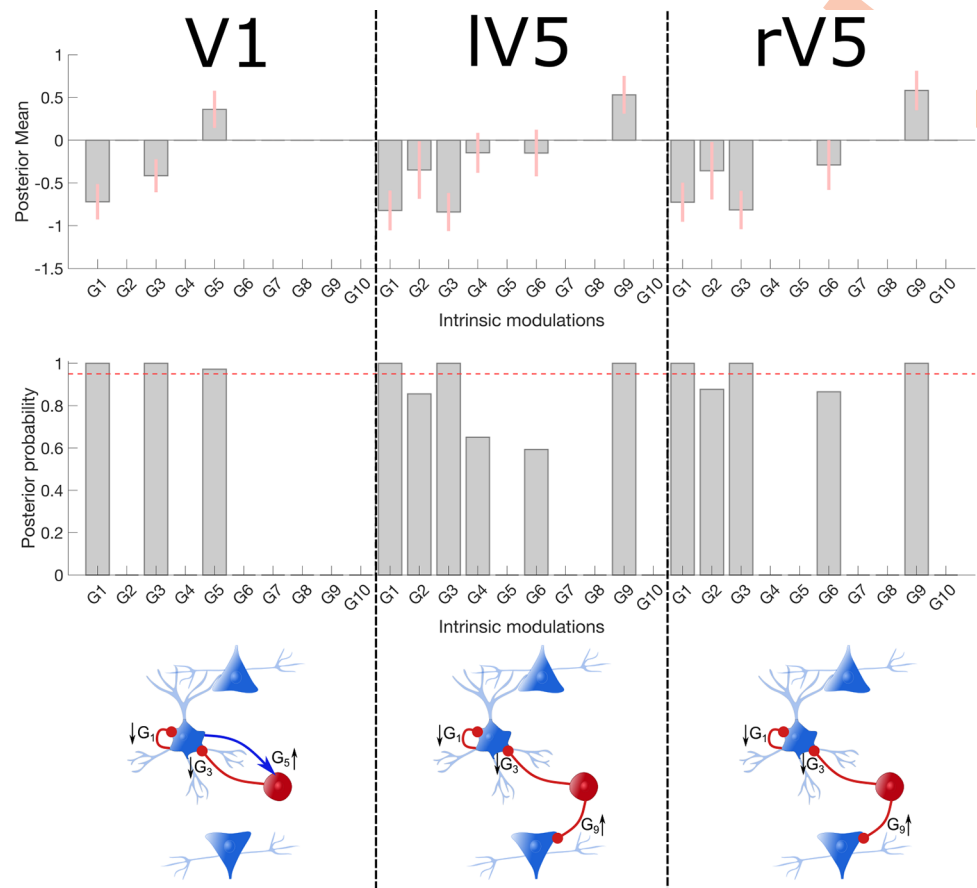 V1
lV5
rV5
Posterior Mean
1
0.5
0
-0.5
-1
-1.5
G1 G2 G3 G4 G5 G6 G7 G8 G9 G10
G1 G2 G3 G4 G5 G6 G7 G8 G9 G10
G1 G2 G3 G4 G5 G6 G7 G8 G9 G10
Intrinsic modulations
Posterior probability
1
0.8
0.6
0.4
0.2
0
G1 G2 G3 G4 G5 G6 G7 G8 G9 G10
G1 G2 G3 G4 G5 G6 G7 G8 G9 G10
G1 G2 G3 G4 G5 G6 G7 G8 G9 G10
Intrinsic modulations
↓G₁
↓G₃
G₅↑
↓G₁
↓G₃
G₉↑
↓G₁
↓G₃
G₉↑